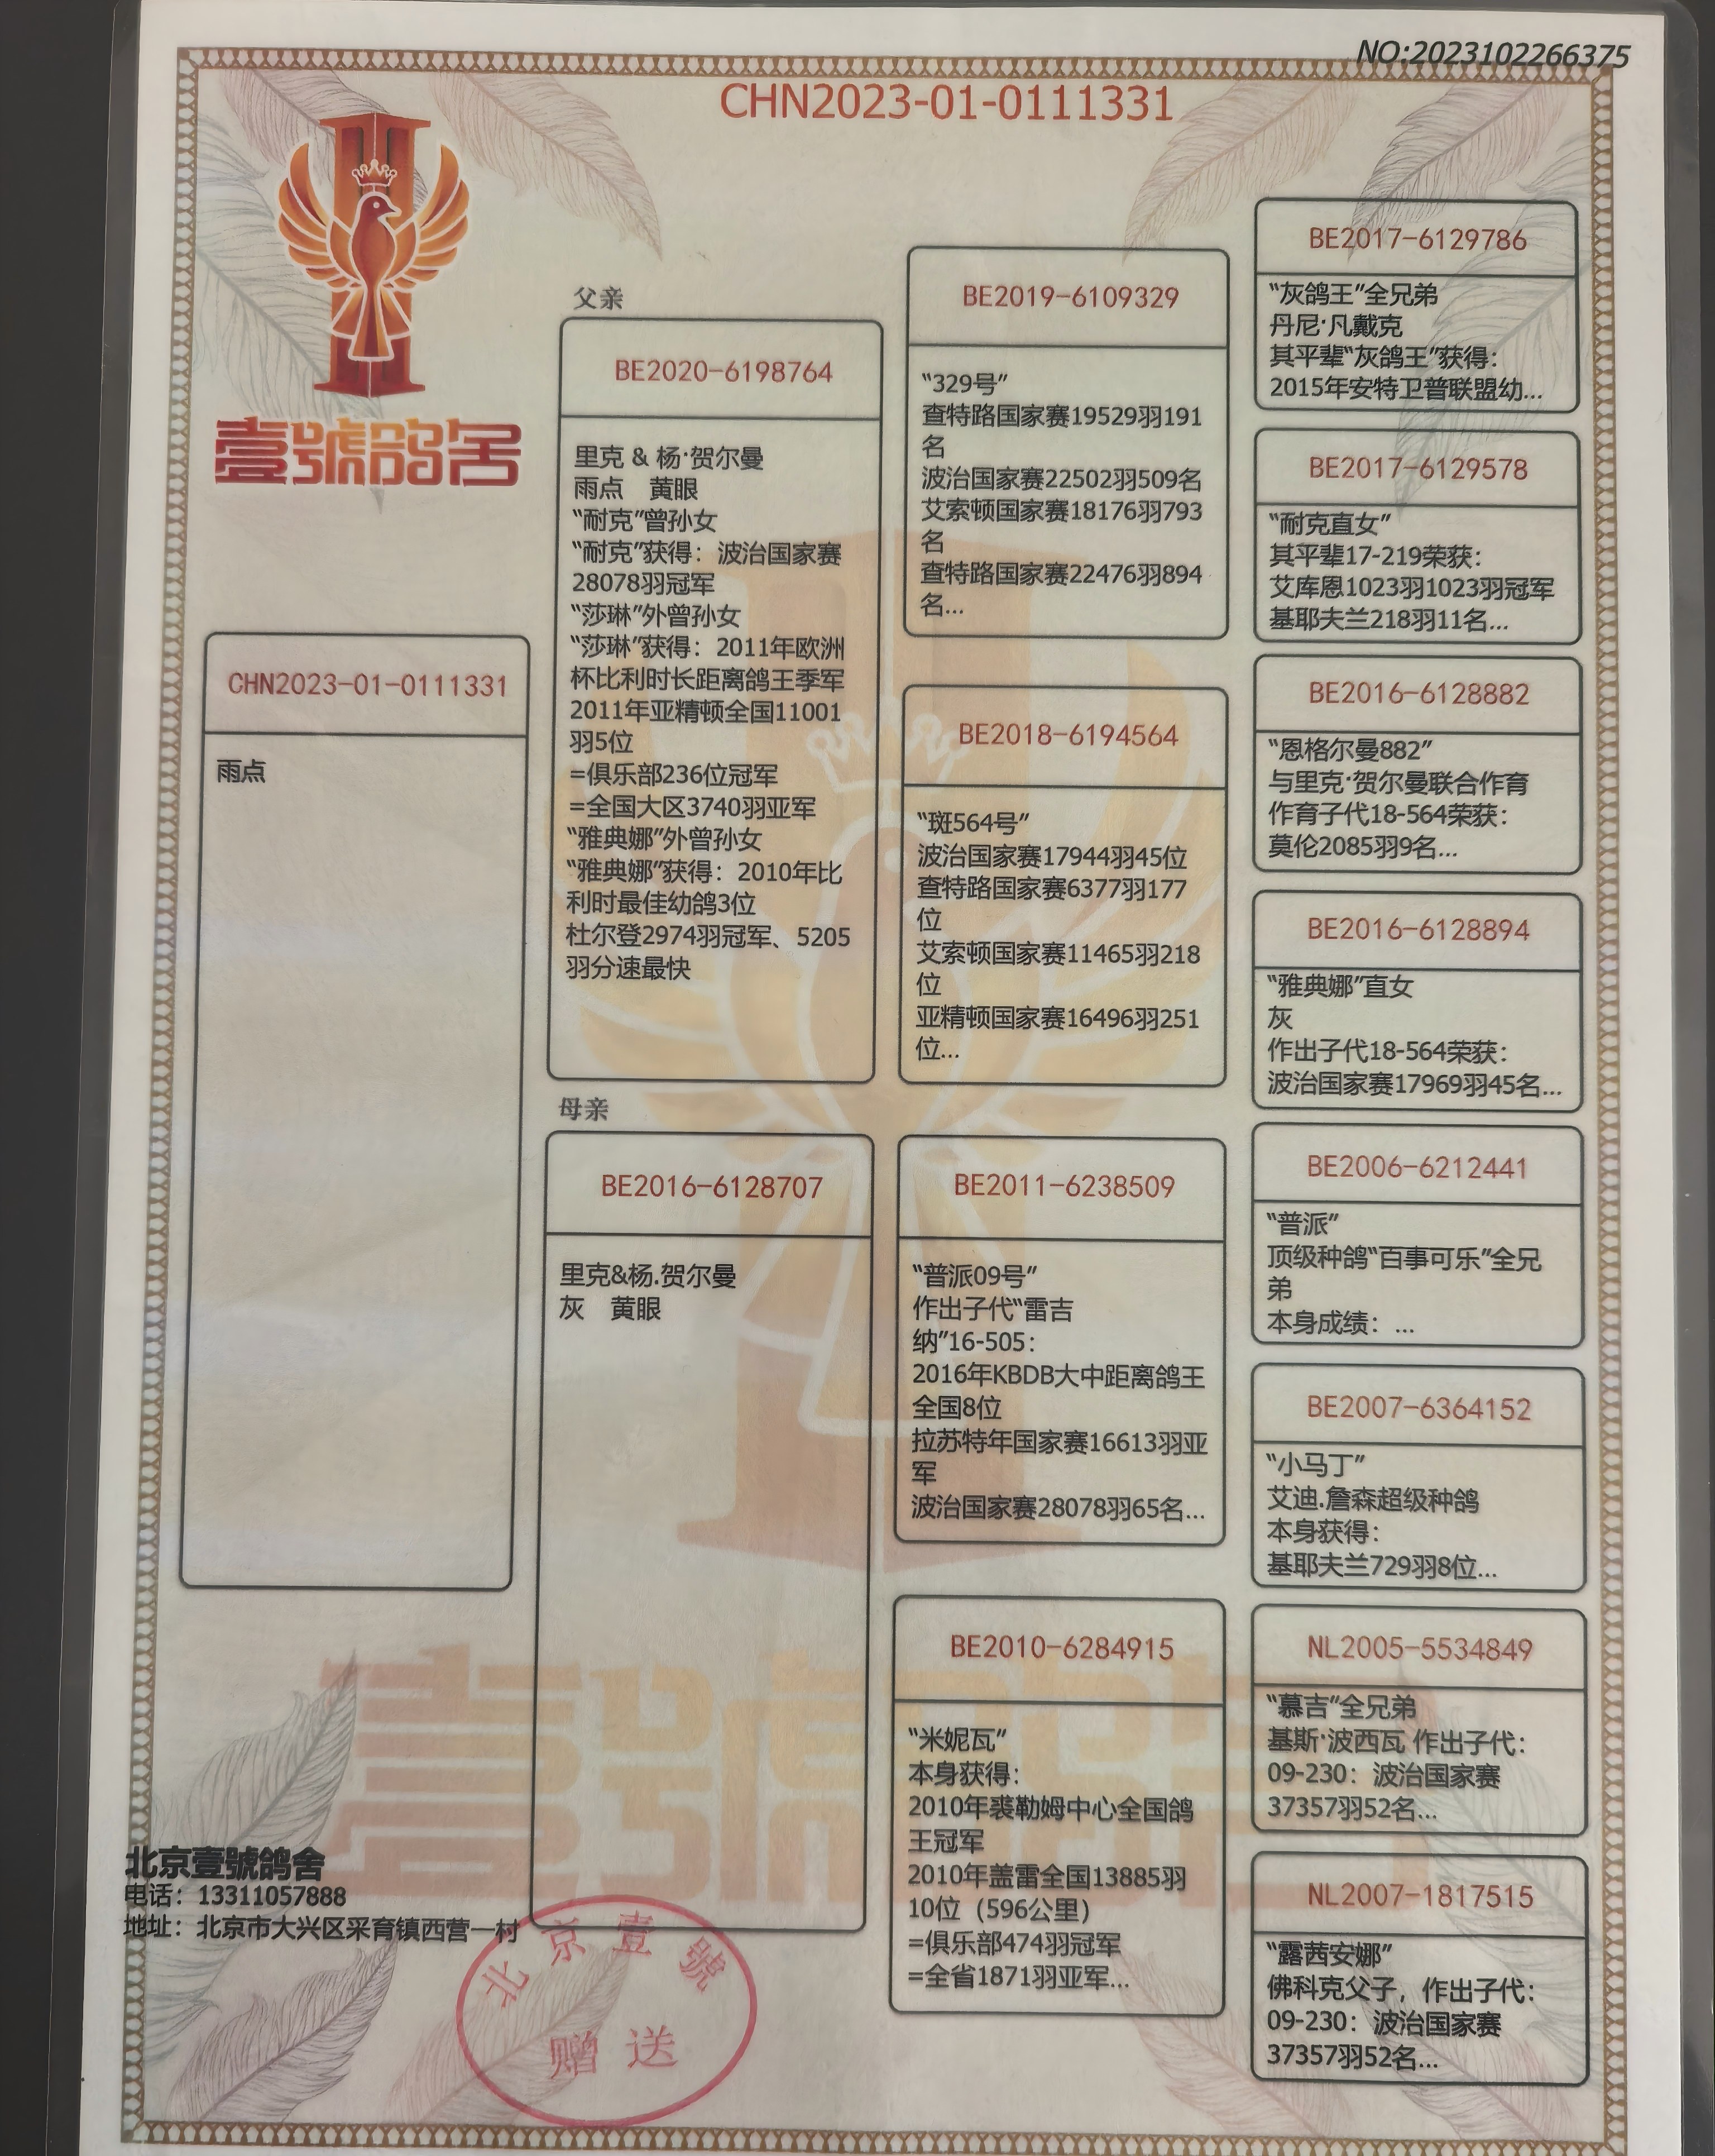 NO:2023102266375
CHN2023-01-0111331
壹號鸽舍
CHN2023-01-0111331
雨点
父亲
BE2020-6198764
里克 & 杨·贺尔曼
雨点 黄眼
“耐克”曾孙女
“耐克”获得：波治国家赛
28078羽冠军
“莎琳”外曾孙女
“莎琳”获得：2011年欧洲
杯比利时长距离鸽王季军
2011年亚精顿全国11001
羽5位
=俱乐部236位冠军
=全国大区3740羽亚军
“雅典娜”外曾孙女
“雅典娜”获得：2010年比
利时最佳幼鸽3位
杜尔登2974羽冠军、5205
羽分速最快
母亲
BE2016-6128707
里克&杨.贺尔曼
灰 黄眼
BE2019-6109329
“329号”
查特路国家赛19529羽191
名
波治国家赛22502羽509名
艾索顿国家赛18176羽793
名
查特路国家赛22476羽894
名...
BE2018-6194564
“斑564号”
波治国家赛17944羽45位
查特路国家赛6377羽177
位
艾索顿国家赛11465羽218
位
亚精顿国家赛16496羽251
位...
BE2011-6238509
“普派09号”
作出子代“雷吉
纳”16-505：
2016年KBDB大中距离鸽王
全国8位
拉苏特年国家赛16613羽亚
军
波治国家赛28078羽65名...
BE2010-6284915
“米妮瓦”
本身获得：
2010年裘勒姆中心全国鸽
王冠军
2010年盖雷全国13885羽
10位（596公里）
=俱乐部474羽冠军
=全省1871羽亚军...
BE2017-6129786
“灰鸽王”全兄弟
丹尼·凡戴克
其平辈“灰鸽王”获得：
2015年安特卫普联盟幼...
BE2017-6129578
“耐克直女”
其平辈17-219荣获：
艾库恩1023羽1023羽冠军
基耶夫兰218羽11名...
BE2016-6128882
“恩格尔曼882”
与里克·贺尔曼联合作育
作育子代18-564荣获：
莫伦2085羽9名...
BE2016-6128894
“雅典娜”直女
灰
作出子代18-564荣获：
波治国家赛17969羽45名...
BE2006-6212441
“普派”
顶级种鸽“百事可乐”全兄
弟
本身成绩：...
BE2007-6364152
“小马丁”
艾迪.詹森超级种鸽
本身获得：
基耶夫兰729羽8位...
NL2005-5534849
“慕吉”全兄弟
基斯·波西瓦 作出子代：
09-230：波治国家赛
37357羽52名...
NL2007-1817515
“露茜安娜”
佛科克父子，作出子代：
09-230：波治国家赛
37357羽52名...
北京壹號鸽舍
电话：13311057888
地址：北京市大兴区采育镇西营一村
北京壹號
赠送